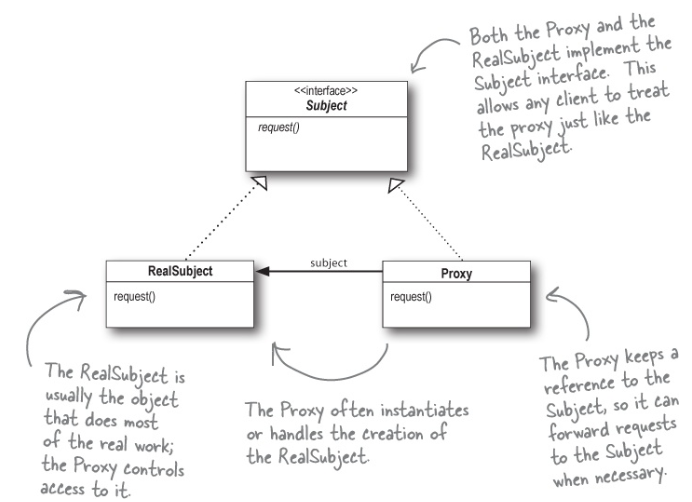 Both the Proxy and the
RealSubject implement the
Subject interface. This
allows any client to treat
the proxy just like the
RealSubject.
<<interface>>
Subject
request()
RealSubject
request()
subject
Proxy
request()
The RealSubject is
usually the object
that does most
of the real work;
the Proxy controls
access to it.
The Proxy often instantiates
or handles the creation of
the RealSubject.
The Proxy keeps a
reference to the
Subject, so it can
forward requests
to the Subject
when necessary.